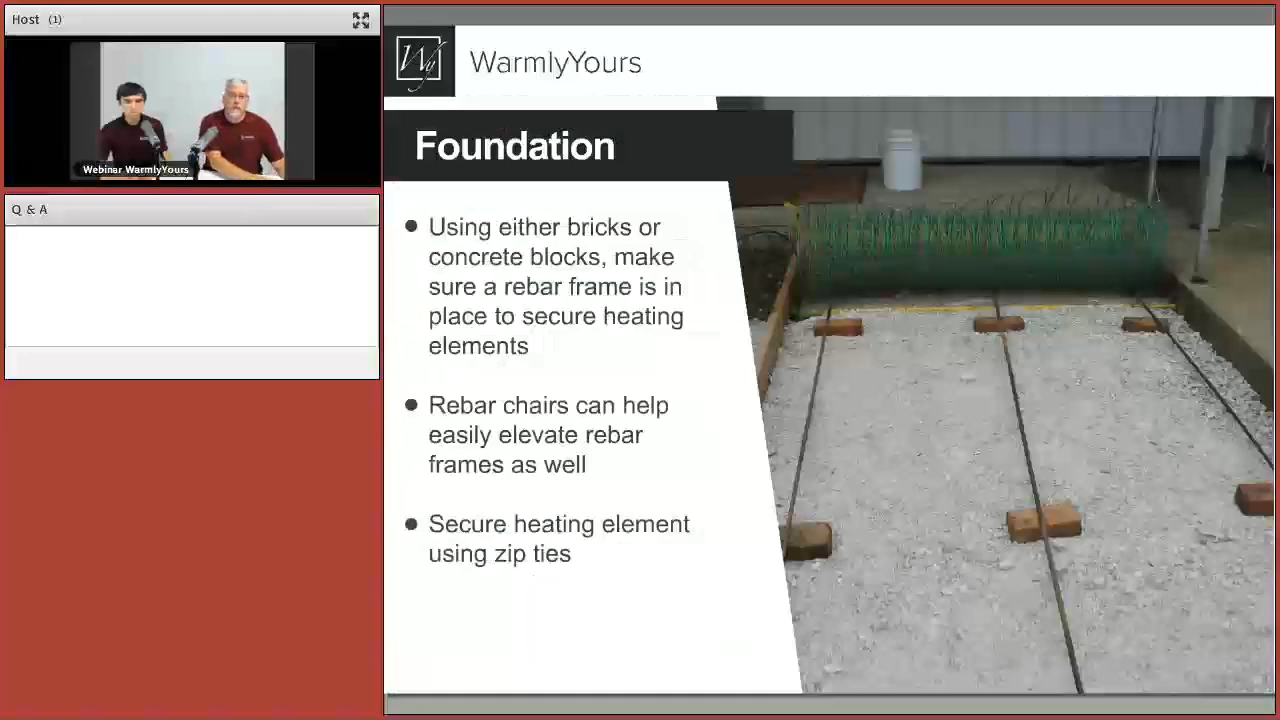 Host (1)
Webinar WarmlyYours
Q & A
Wy
WarmlyYours
Foundation
Using either bricks or
concrete blocks, make
sure a rebar frame is in
place to secure heating
elements
Rebar chairs can help
easily elevate rebar
frames as well
Secure heating element
using zip ties